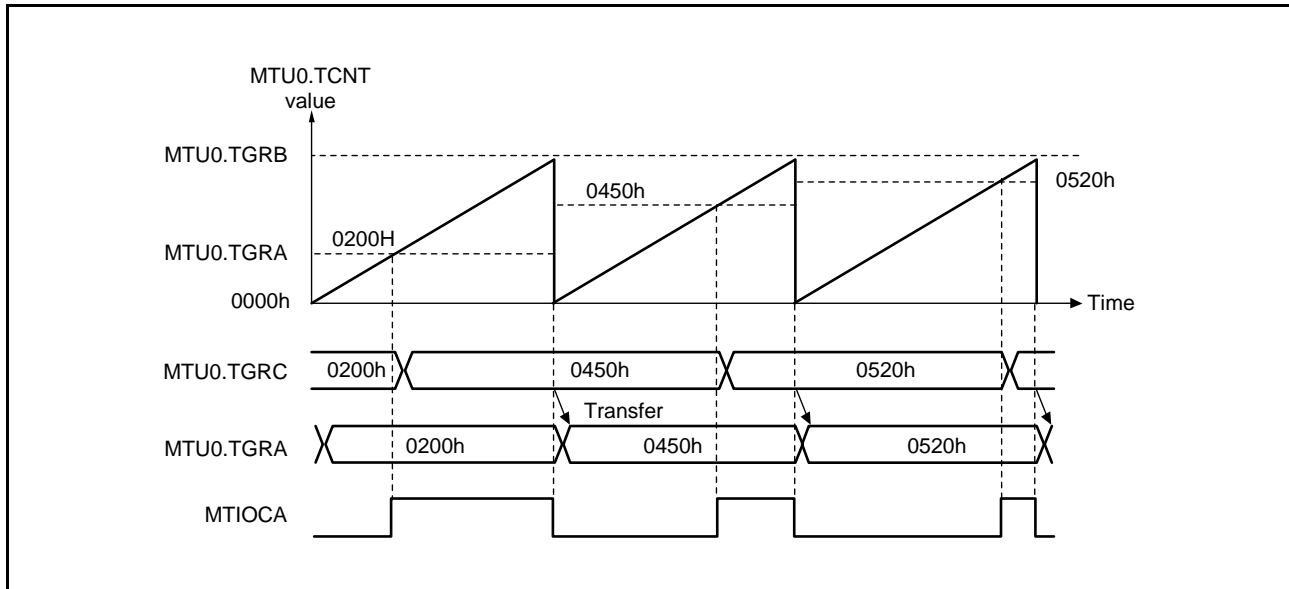 MTU0.TCNT
value
MTU0.TGRB
0520h
0450h
0200H
MTU0.TGRA
0000h
Time
MTU0.TGRC
0200h
0450h
0520h
Transfer
MTU0.TGRA
0200h
0450h
0520h
MTIOCA